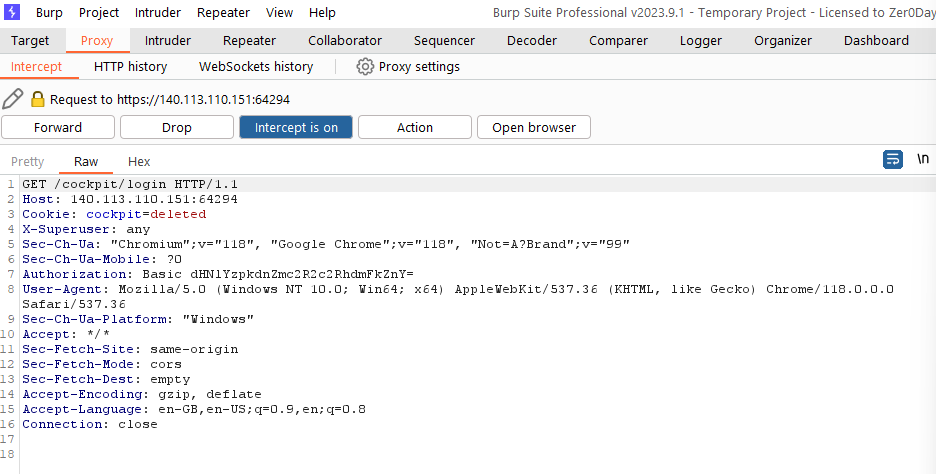 Burp Project Intruder Repeater View Help Burp Suite Professional v2023.9.1 - Temporary Project - Licensed to Zer0Day
Target Proxy Intruder Repeater Collaborator Sequencer Decoder Comparer Logger Organizer Dashboard
Intercept HTTP history WebSockets history Proxy settings
Request to https://140.113.110.151:64294
Forward Drop Intercept is on Action Open browser
Pretty Raw Hex \n
1 GET /cockpit/login HTTP/1.1
2 Host: 140.113.110.151:64294
3 Cookie: cockpit=deleted
4 X-Superuser: any
5 Sec-Ch-Ua: "Chromium";v="118", "Google Chrome";v="118", "Not=A?Brand";v="99"
6 Sec-Ch-Ua-Mobile: ?0
7 Authorization: Basic dHNlYzpkdnZmc2R2c2RhdmFkZnY=
8 User-Agent: Mozilla/5.0 (Windows NT 10.0; Win64; x64) AppleWebKit/537.36 (KHTML, like Gecko) Chrome/118.0.0.0
Safari/537.36
9 Sec-Ch-Ua-Platform: "Windows"
10 Accept: */*
11 Sec-Fetch-Site: same-origin
12 Sec-Fetch-Mode: cors
13 Sec-Fetch-Dest: empty
14 Accept-Encoding: gzip, deflate
15 Accept-Language: en-GB,en-US;q=0.9,en;q=0.8
16 Connection: close
17
18